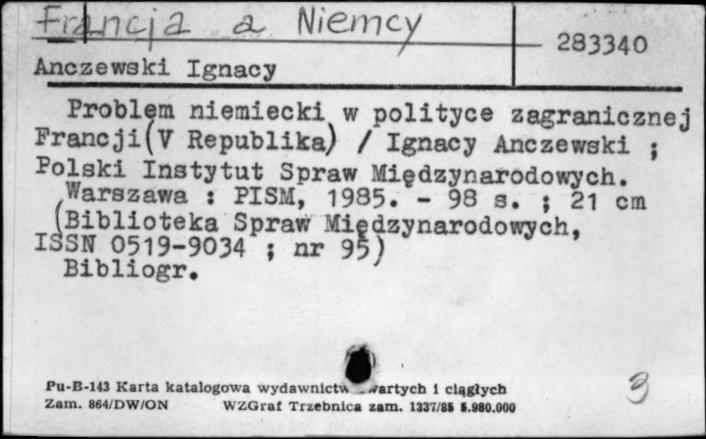 Francja a Niemcy
283340
Anczewski Ignacy
Problem niemiecki w polityce zagranicznej
Francji(V Republika) / Ignacy Anczewski ;
Polski Instytut Spraw Międzynarodowych.
Warszawa : PISM, 1985. - 98 s. ; 21 cm
(Biblioteka Spraw Międzynarodowych,
ISSN 0519-9034 ; nr 95)
Bibliogr.
Pu-B-143 Karta katalogowa wydawnictw i ciągłych
Zam. 864/DW/ON WZGraf Trzebnica zam. 1337/85 5.980.000